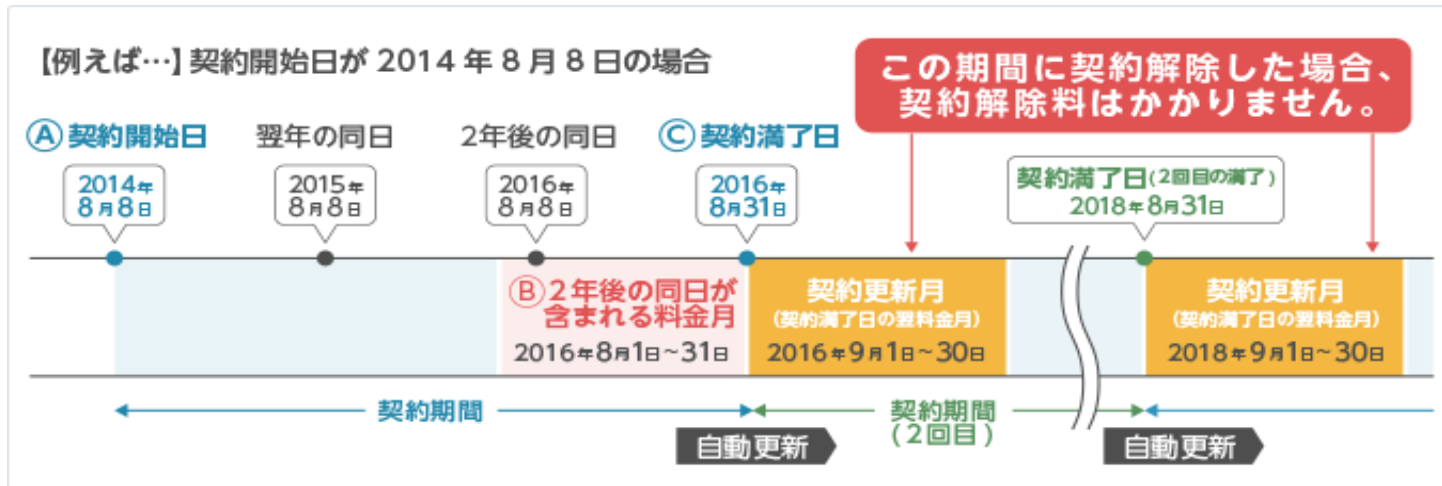 【例えば…】契約開始日が 2014 年 8 月 8 日の場合
この期間に契約解除した場合、
契約解除料はかかりません。
Ⓐ契約開始日
翌年の同日
2年後の同日
Ⓒ契約満了日
2014年
8月8日
2015年
8月8日
2016年
8月8日
2016年
8月31日
契約満了日(2回目の満了)
2018年8月31日
Ⓑ2年後の同日が
含まれる料金月
2016年8月1日~31日
契約更新月
(契約満了日の翌料金月)
2016年9月1日~30日
契約更新月
(契約満了日の翌料金月)
2018年9月1日~30日
契約期間
契約期間
(2回目)
自動更新
自動更新